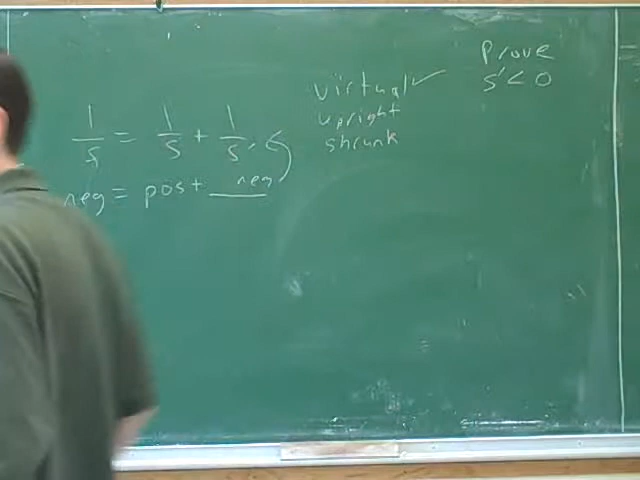 Prove
s' < 0
virtual ✓
upright
shrunk
1/f = 1/s + 1/s'
neg = pos + neg